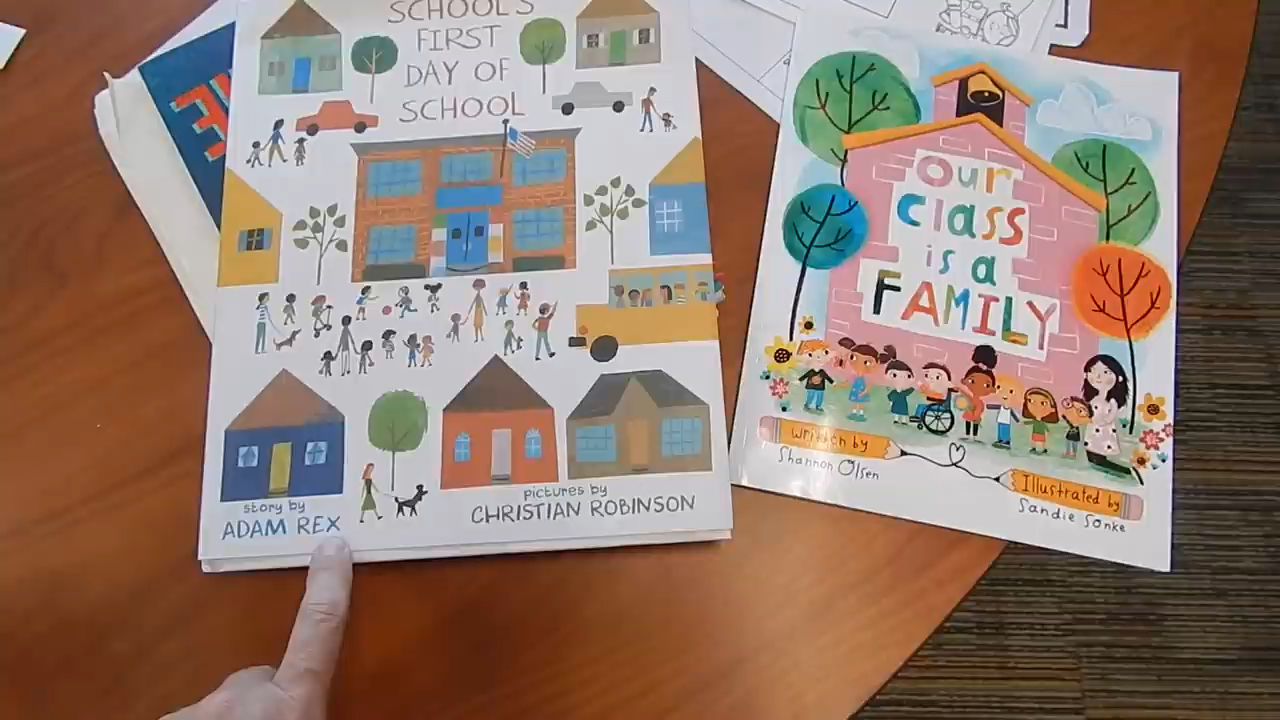 SCHOOL'S
FIRST
DAY OF
SCHOOL
story by
ADAM REX
pictures by
CHRISTIAN ROBINSON
Our
class
is a
FAMILY
written by
Shannon Olsen
Illustrated by
Sandie Sonke